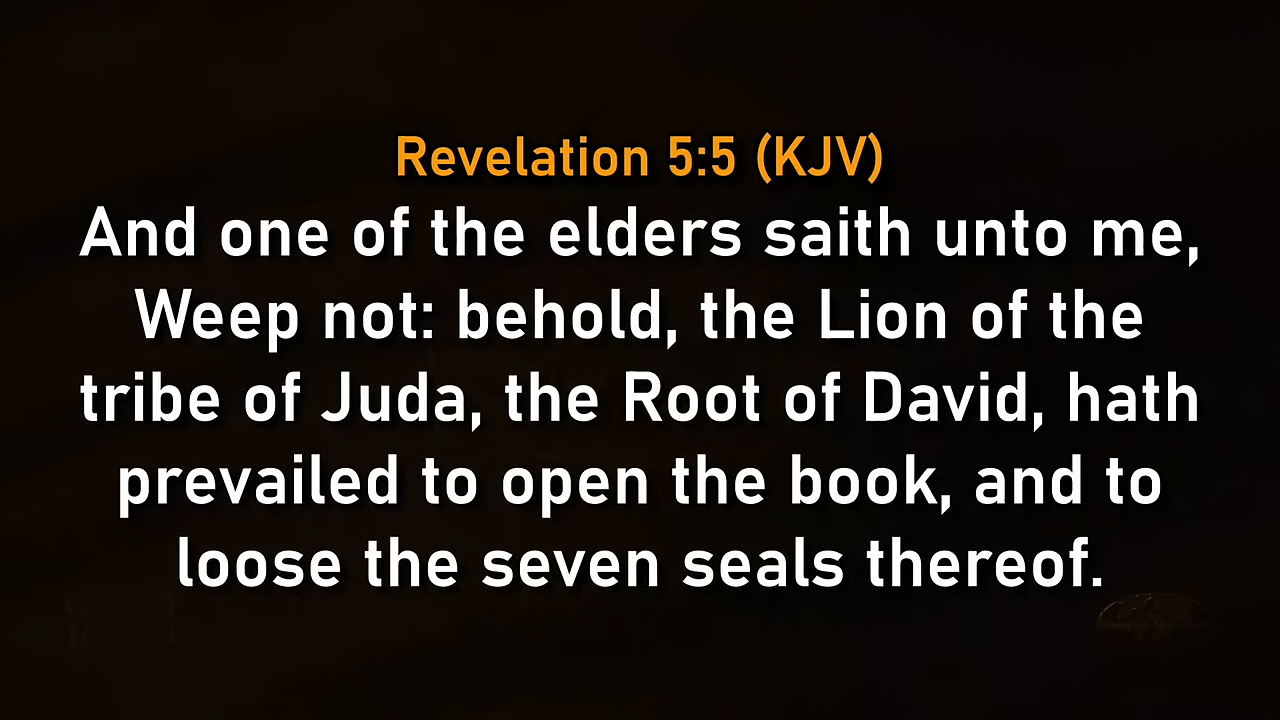 Revelation 5:5 (KJV)
And one of the elders saith unto me,
Weep not: behold, the Lion of the
tribe of Juda, the Root of David, hath
prevailed to open the book, and to
loose the seven seals thereof.